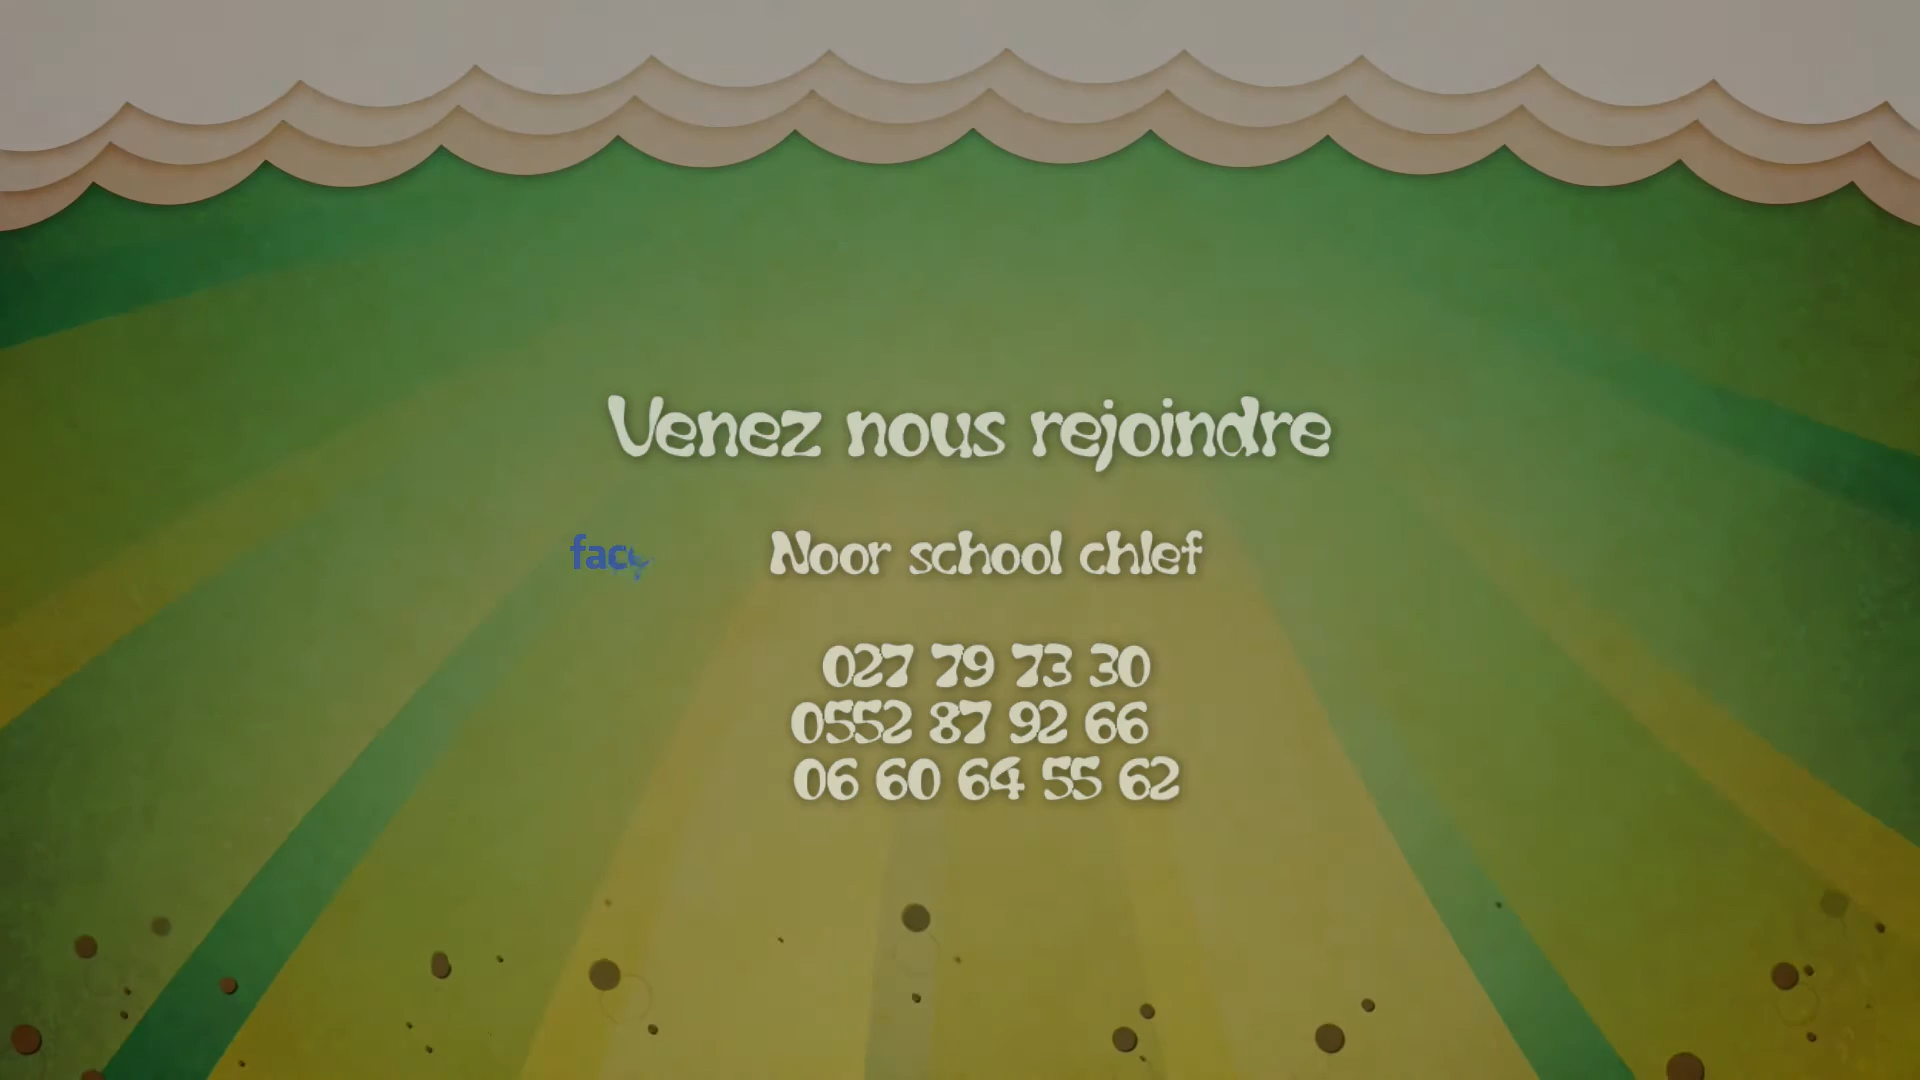 Venez nous rejoindre
Noor school chlef
027 79 73 30
0552 87 92 66
06 60 64 55 62